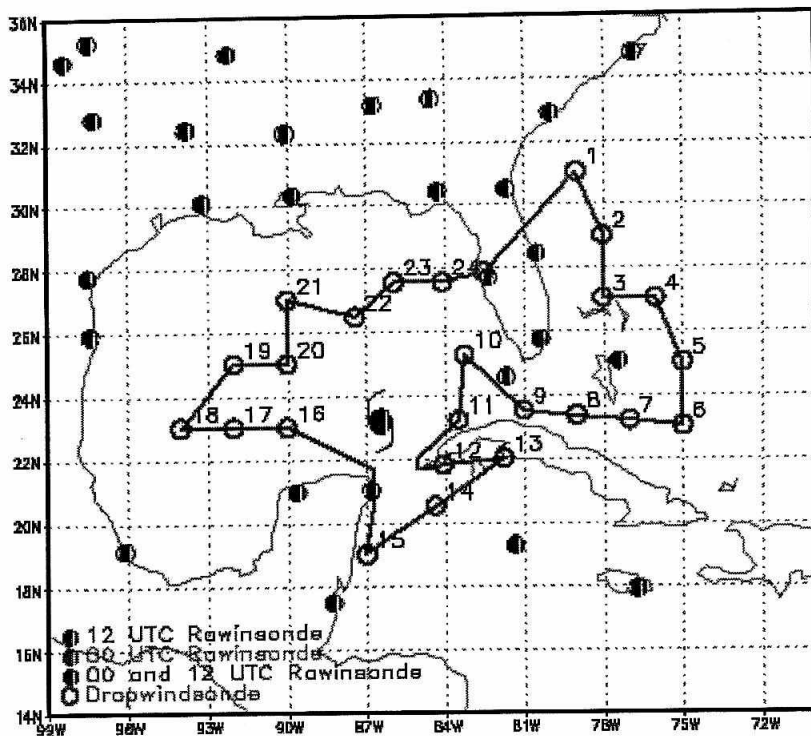 36N
34N
32N
30N
28N
26N
24N
22N
20N
18N
16N
14N
1
2
3
4
5
6
7
8
9
10
11
12
13
14
15
16
17
18
19
20
21
22
23
24
12 UTC Rawinsonde
00 UTC Rawinsonde
00 and 12 UTC Rawinsonde
Dropwindsonde
99W 96W 93W 90W 87W 84W 81W 78W 75W 72W